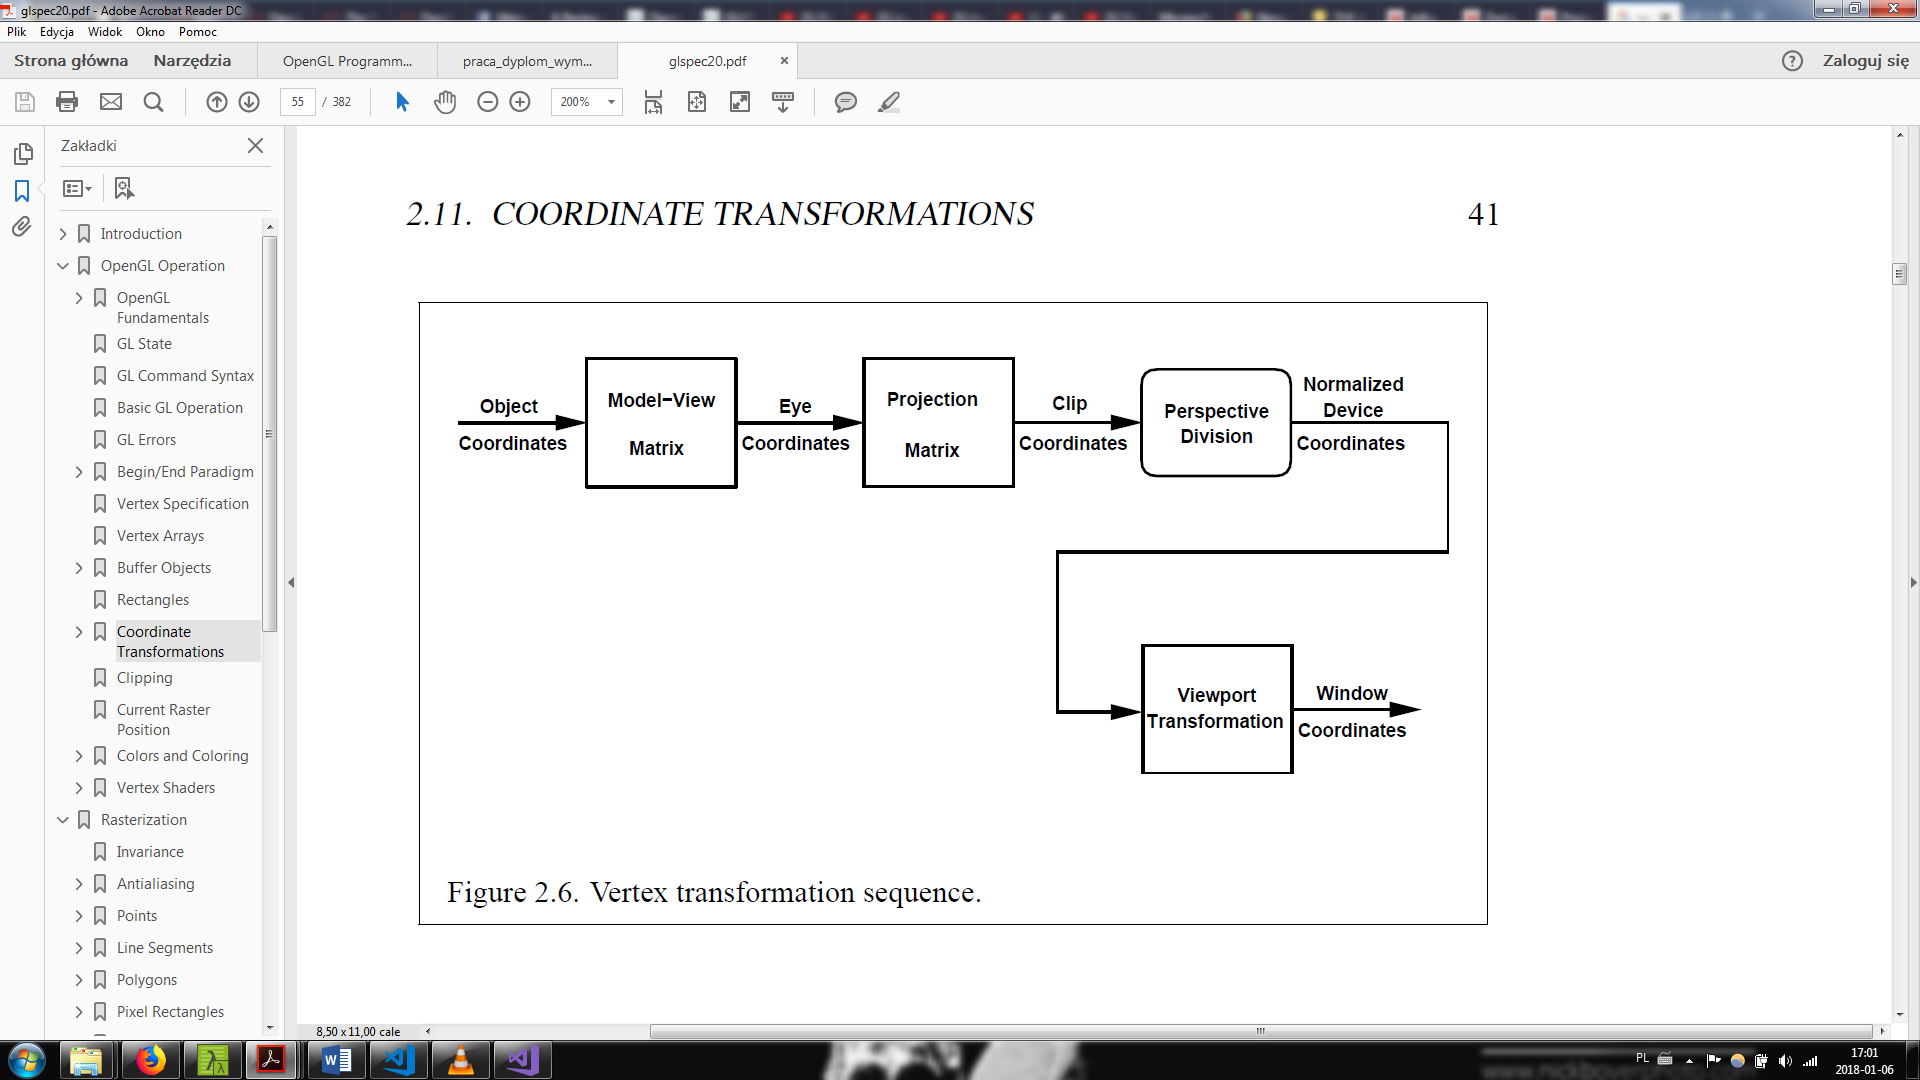 glspec20.pdf - Adobe Acrobat Reader DC
Plik Edycja Widok Okno Pomoc
Strona główna Narzędzia OpenGL Programm... praca_dyplom_wym... glspec20.pdf Zaloguj się
55 / 382 200%
Zakładki
Introduction
OpenGL Operation
OpenGL
Fundamentals
GL State
GL Command Syntax
Basic GL Operation
GL Errors
Begin/End Paradigm
Vertex Specification
Vertex Arrays
Buffer Objects
Rectangles
Coordinate
Transformations
Clipping
Current Raster
Position
Colors and Coloring
Vertex Shaders
Rasterization
Invariance
Antialiasing
Points
Line Segments
Polygons
Pixel Rectangles
2.11. COORDINATE TRANSFORMATIONS 41
Object
Coordinates
Model-View
Matrix
Eye
Coordinates
Projection
Matrix
Clip
Coordinates
Perspective
Division
Normalized
Device
Coordinates
Viewport
Transformation
Window
Coordinates
Figure 2.6. Vertex transformation sequence.
8,50 x 11,00 cale
PL
17:01
2018-01-06